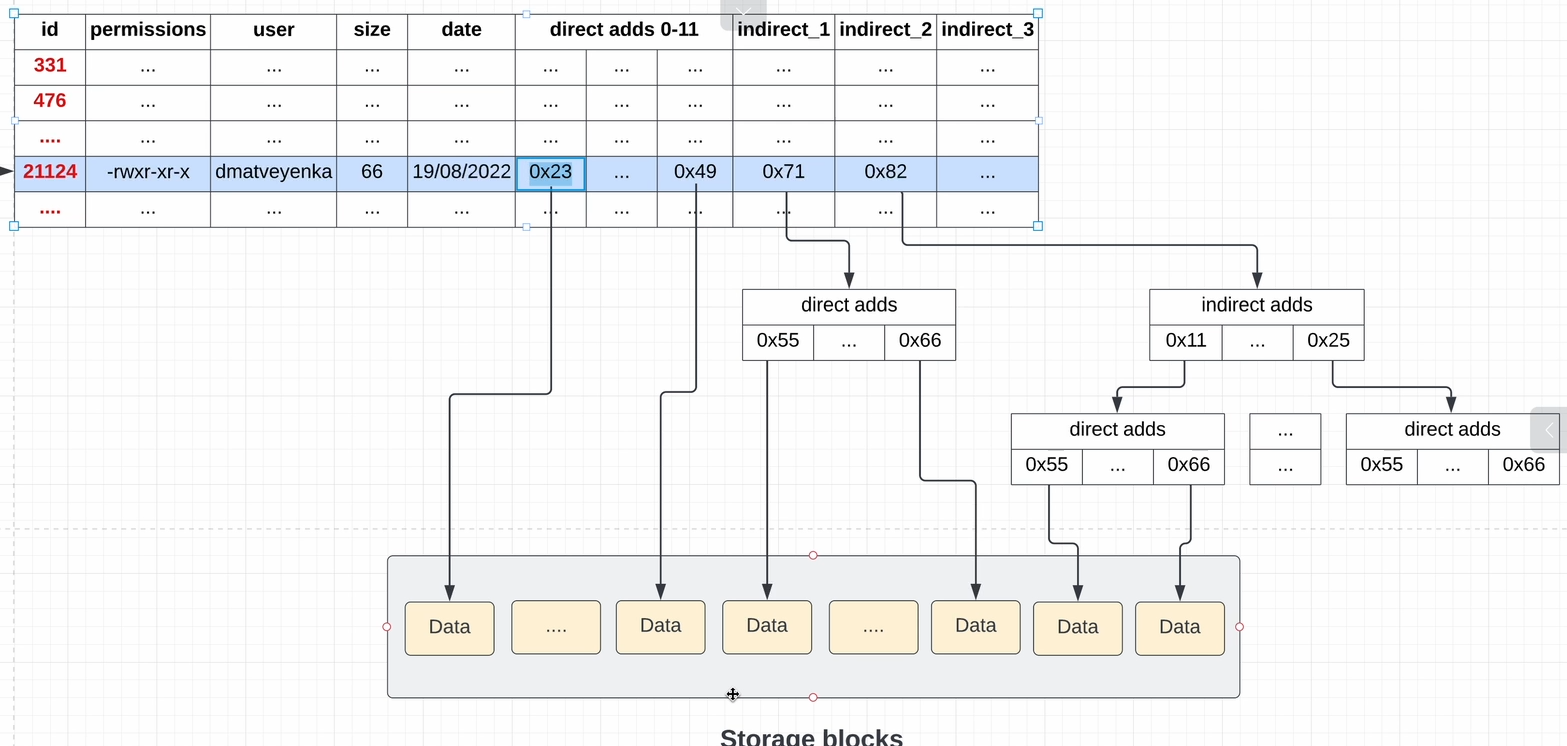 id permissions user size date direct adds 0-11 indirect_1 indirect_2 indirect_3
331 ... ... ... ... ... ... ... ... ... ...
476 ... ... ... ... ... ... ... ... ... ...
.... ... ... ... ... ... ... ... ... ... ...
21124 -rwxr-xr-x dmatveyenka 66 19/08/2022 0x23 ... 0x49 0x71 0x82 ...
.... ... ... ... ... ... ... ... ... ... ...
direct adds
0x55 ... 0x66
indirect adds
0x11 ... 0x25
direct adds
0x55 ... 0x66
...
...
direct adds
0x55 ... 0x66
Data .... Data Data .... Data Data Data
Storage blocks